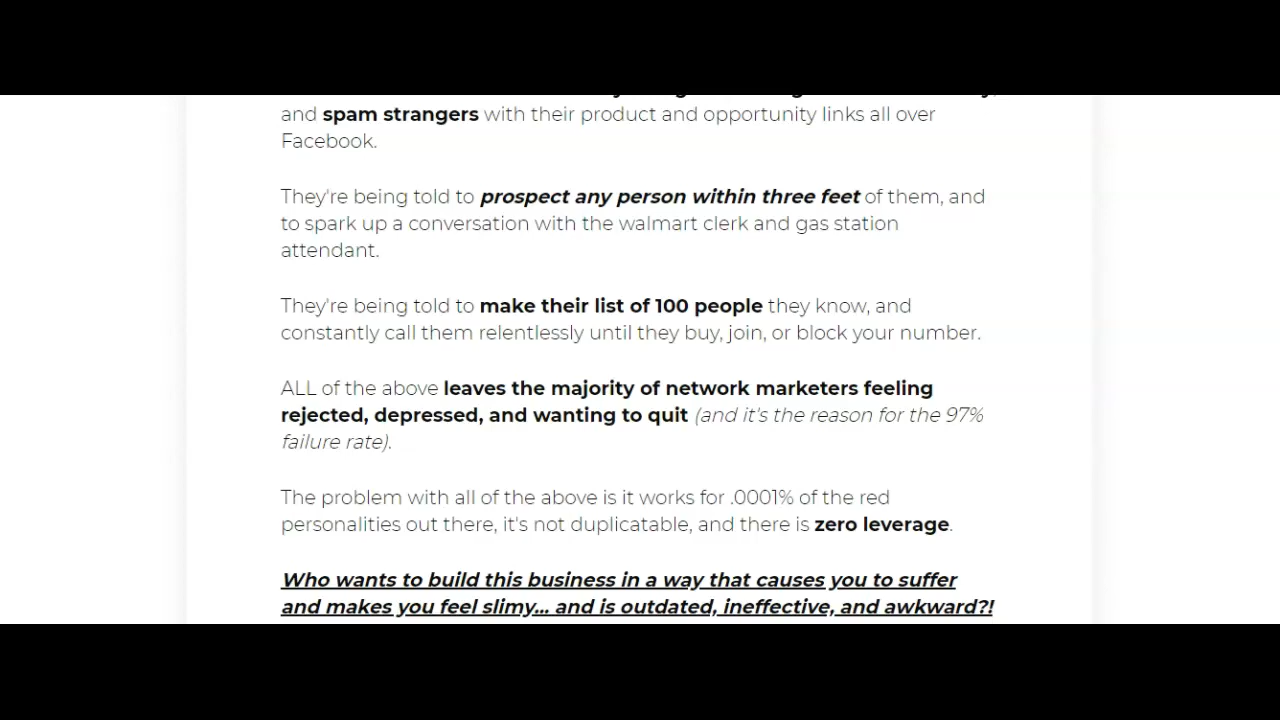 and spam strangers with their product and opportunity links all over
Facebook.
They're being told to prospect any person within three feet of them, and
to spark up a conversation with the walmart clerk and gas station
attendant.
They're being told to make their list of 100 people they know, and
constantly call them relentlessly until they buy, join, or block your number.
ALL of the above leaves the majority of network marketers feeling
rejected, depressed, and wanting to quit (and it's the reason for the 97%
failure rate).
The problem with all of the above is it works for .0001% of the red
personalities out there, it's not duplicatable, and there is zero leverage.
Who wants to build this business in a way that causes you to suffer
and makes you feel slimy... and is outdated, ineffective, and awkward?!